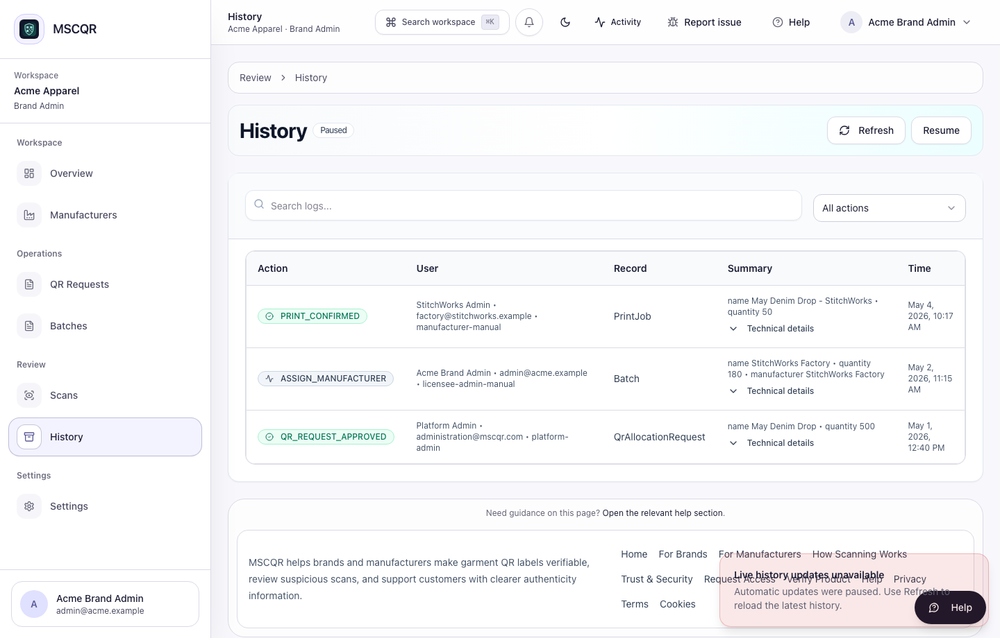 MSCQR
Workspace
Acme Apparel
Brand Admin
Workspace
Overview
Manufacturers
Operations
QR Requests
Batches
Review
Scans
History
Settings
Settings
A
Acme Brand Admin
admin@acme.example
History
Acme Apparel · Brand Admin
Search workspace
⌘K
Activity
Report issue
Help
A
Acme Brand Admin
Review
History
History
Paused
Refresh
Resume
Search logs...
All actions
Action
User
Record
Summary
Time
PRINT_CONFIRMED
StitchWorks Admin •
factory@stitchworks.example •
manufacturer-manual
PrintJob
name May Denim Drop - StitchWorks •
quantity 50
Technical details
May 4,
2026, 10:17
AM
ASSIGN_MANUFACTURER
Acme Brand Admin • admin@acme.example
• licensee-admin-manual
Batch
name StitchWorks Factory • quantity
180 • manufacturer StitchWorks Factory
Technical details
May 2,
2026, 11:15
AM
QR_REQUEST_APPROVED
Platform Admin •
administration@mscqr.com • platform-
admin
QrAllocationRequest
name May Denim Drop • quantity 500
Technical details
May 1,
2026,
12:40 PM
Need guidance on this page? Open the relevant help section.
MSCQR helps brands and manufacturers make garment QR labels verifiable,
review suspicious scans, and support customers with clearer authenticity
information.
Home For Brands For Manufacturers How Scanning Works
Trust & Security Request Access Verify Product Help Privacy
Terms Cookies
Live history updates unavailable
Automatic updates were paused. Use Refresh to
reload the latest history.
Help